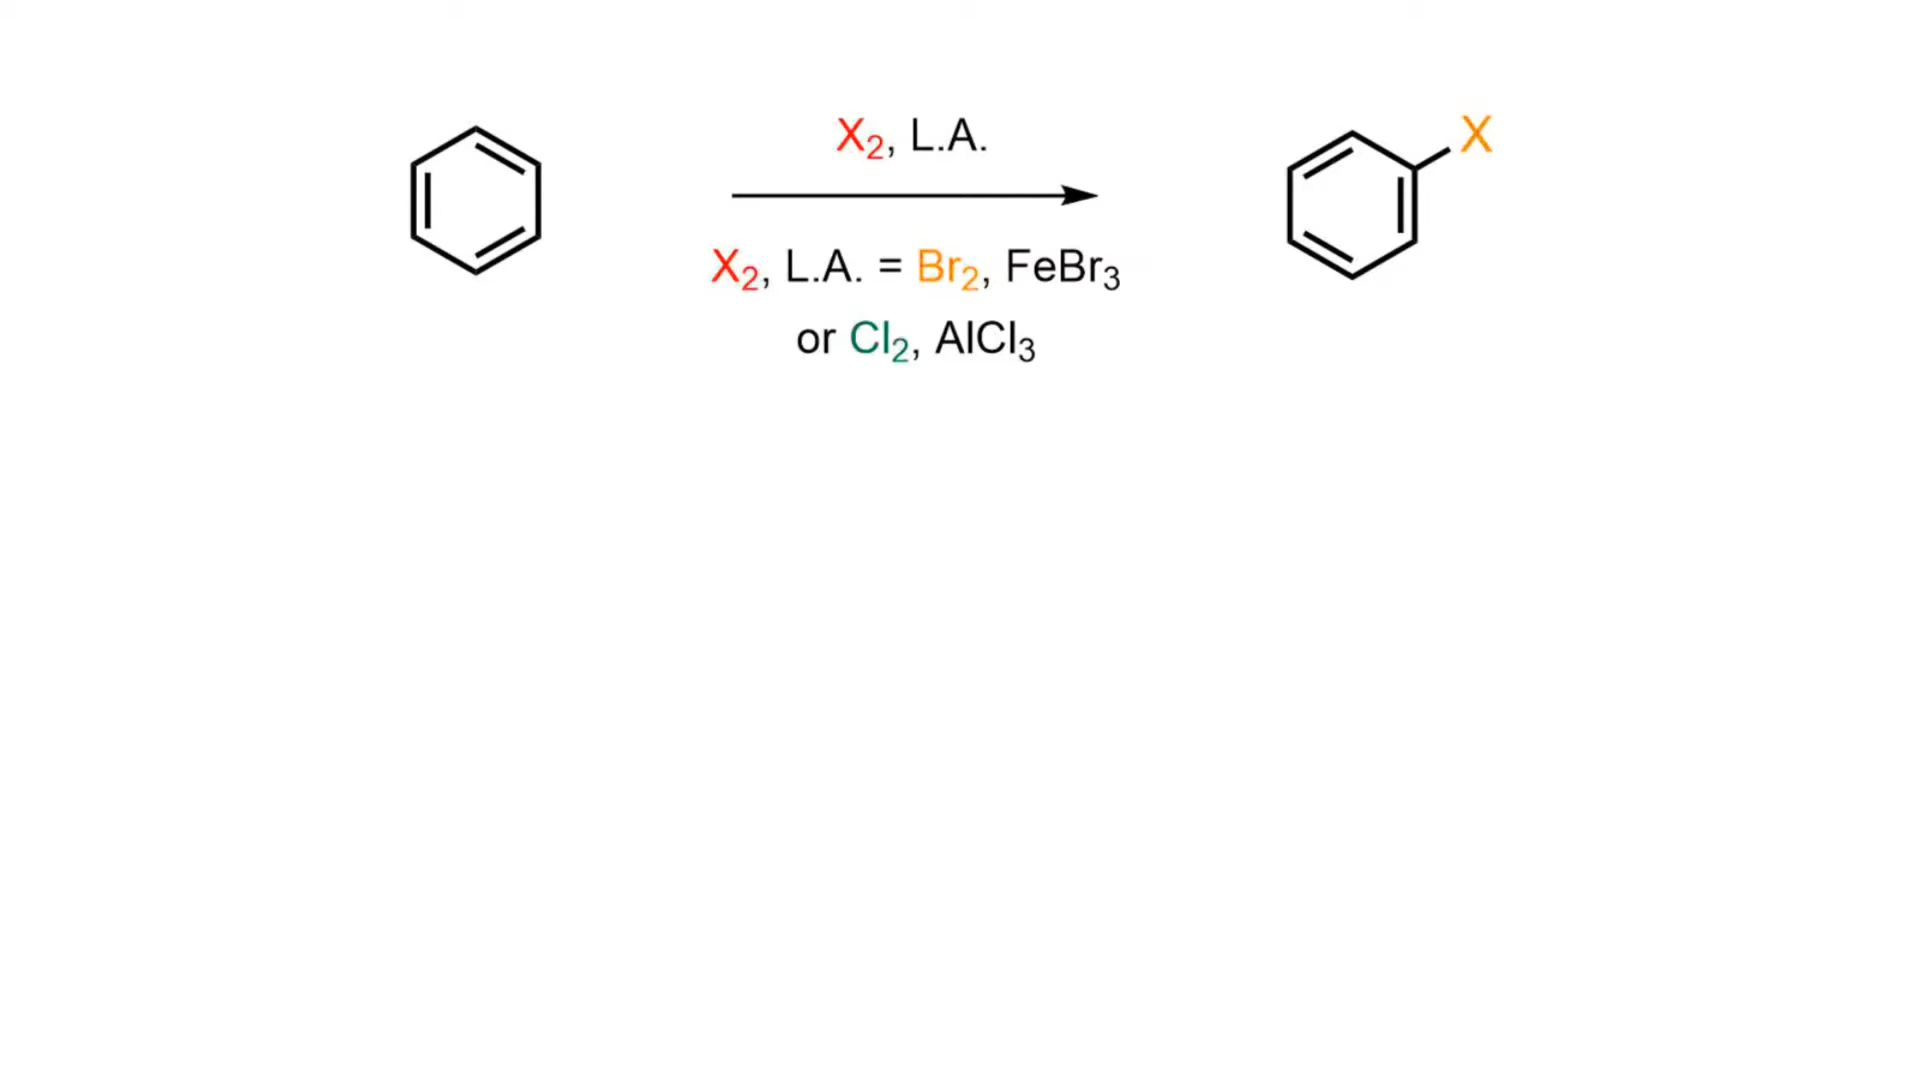 X₂, L.A.
X
X₂, L.A. = Br₂, FeBr₃
or Cl₂, AlCl₃